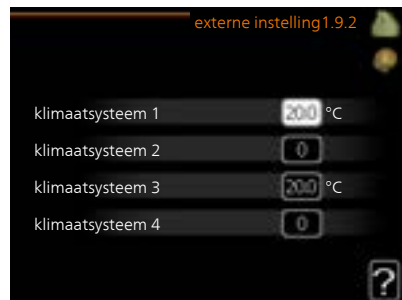 externe instelling1.9.2
klimaatsysteem 1 20.0 °C
klimaatsysteem 2 0
klimaatsysteem 3 20.0 °C
klimaatsysteem 4 0
?